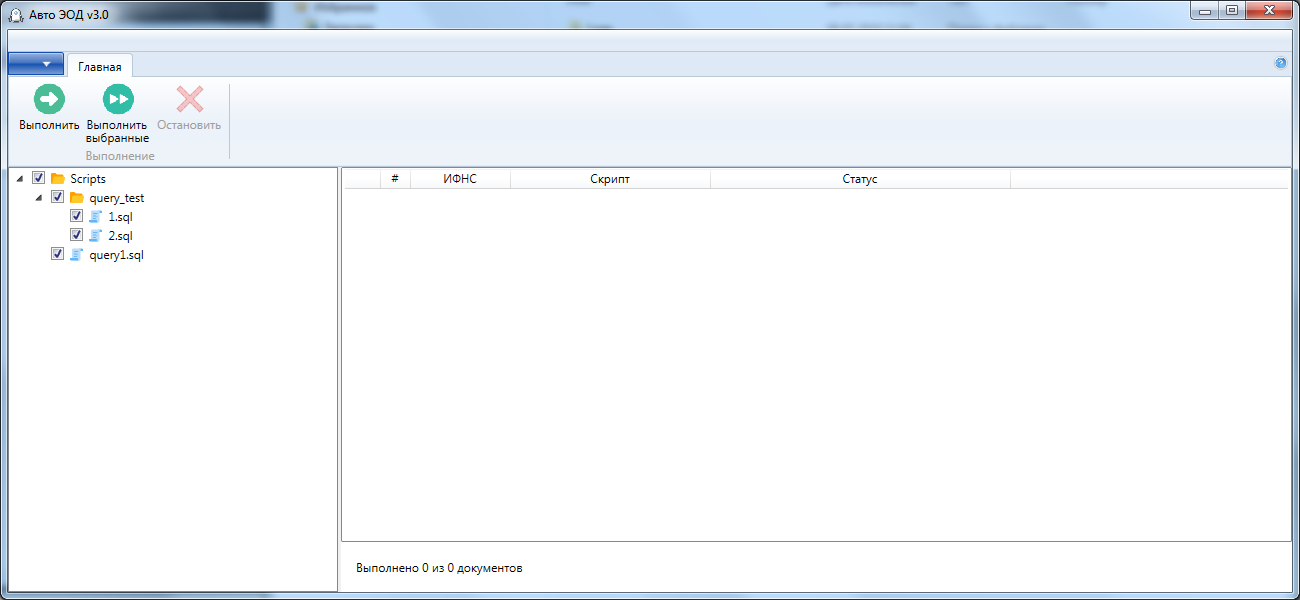 Авто ЭОД v3.0
Главная
Выполнить
Выполнить
выбранные
Остановить
Выполнение
Scripts
query_test
1.sql
2.sql
query1.sql
# ИФНС Скрипт Статус
Выполнено 0 из 0 документов